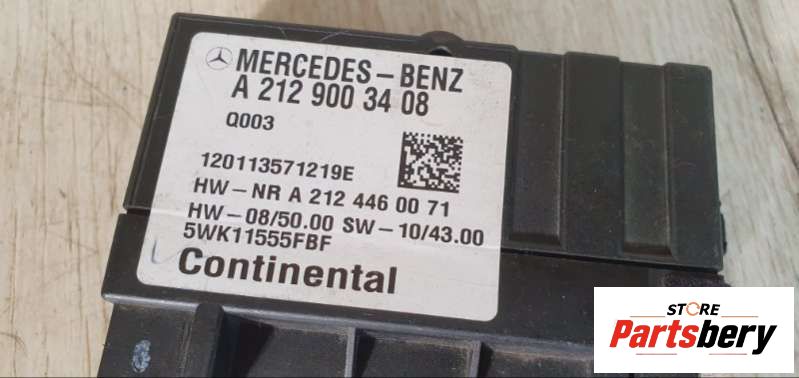 MERCEDES-BENZ
A 212 900 34 08
Q003
120113571219E
HW-NR A 212 446 00 71
HW-08/50.00 SW-10/43.00
5WK11555FBF
Continental
STORE
Partsbery